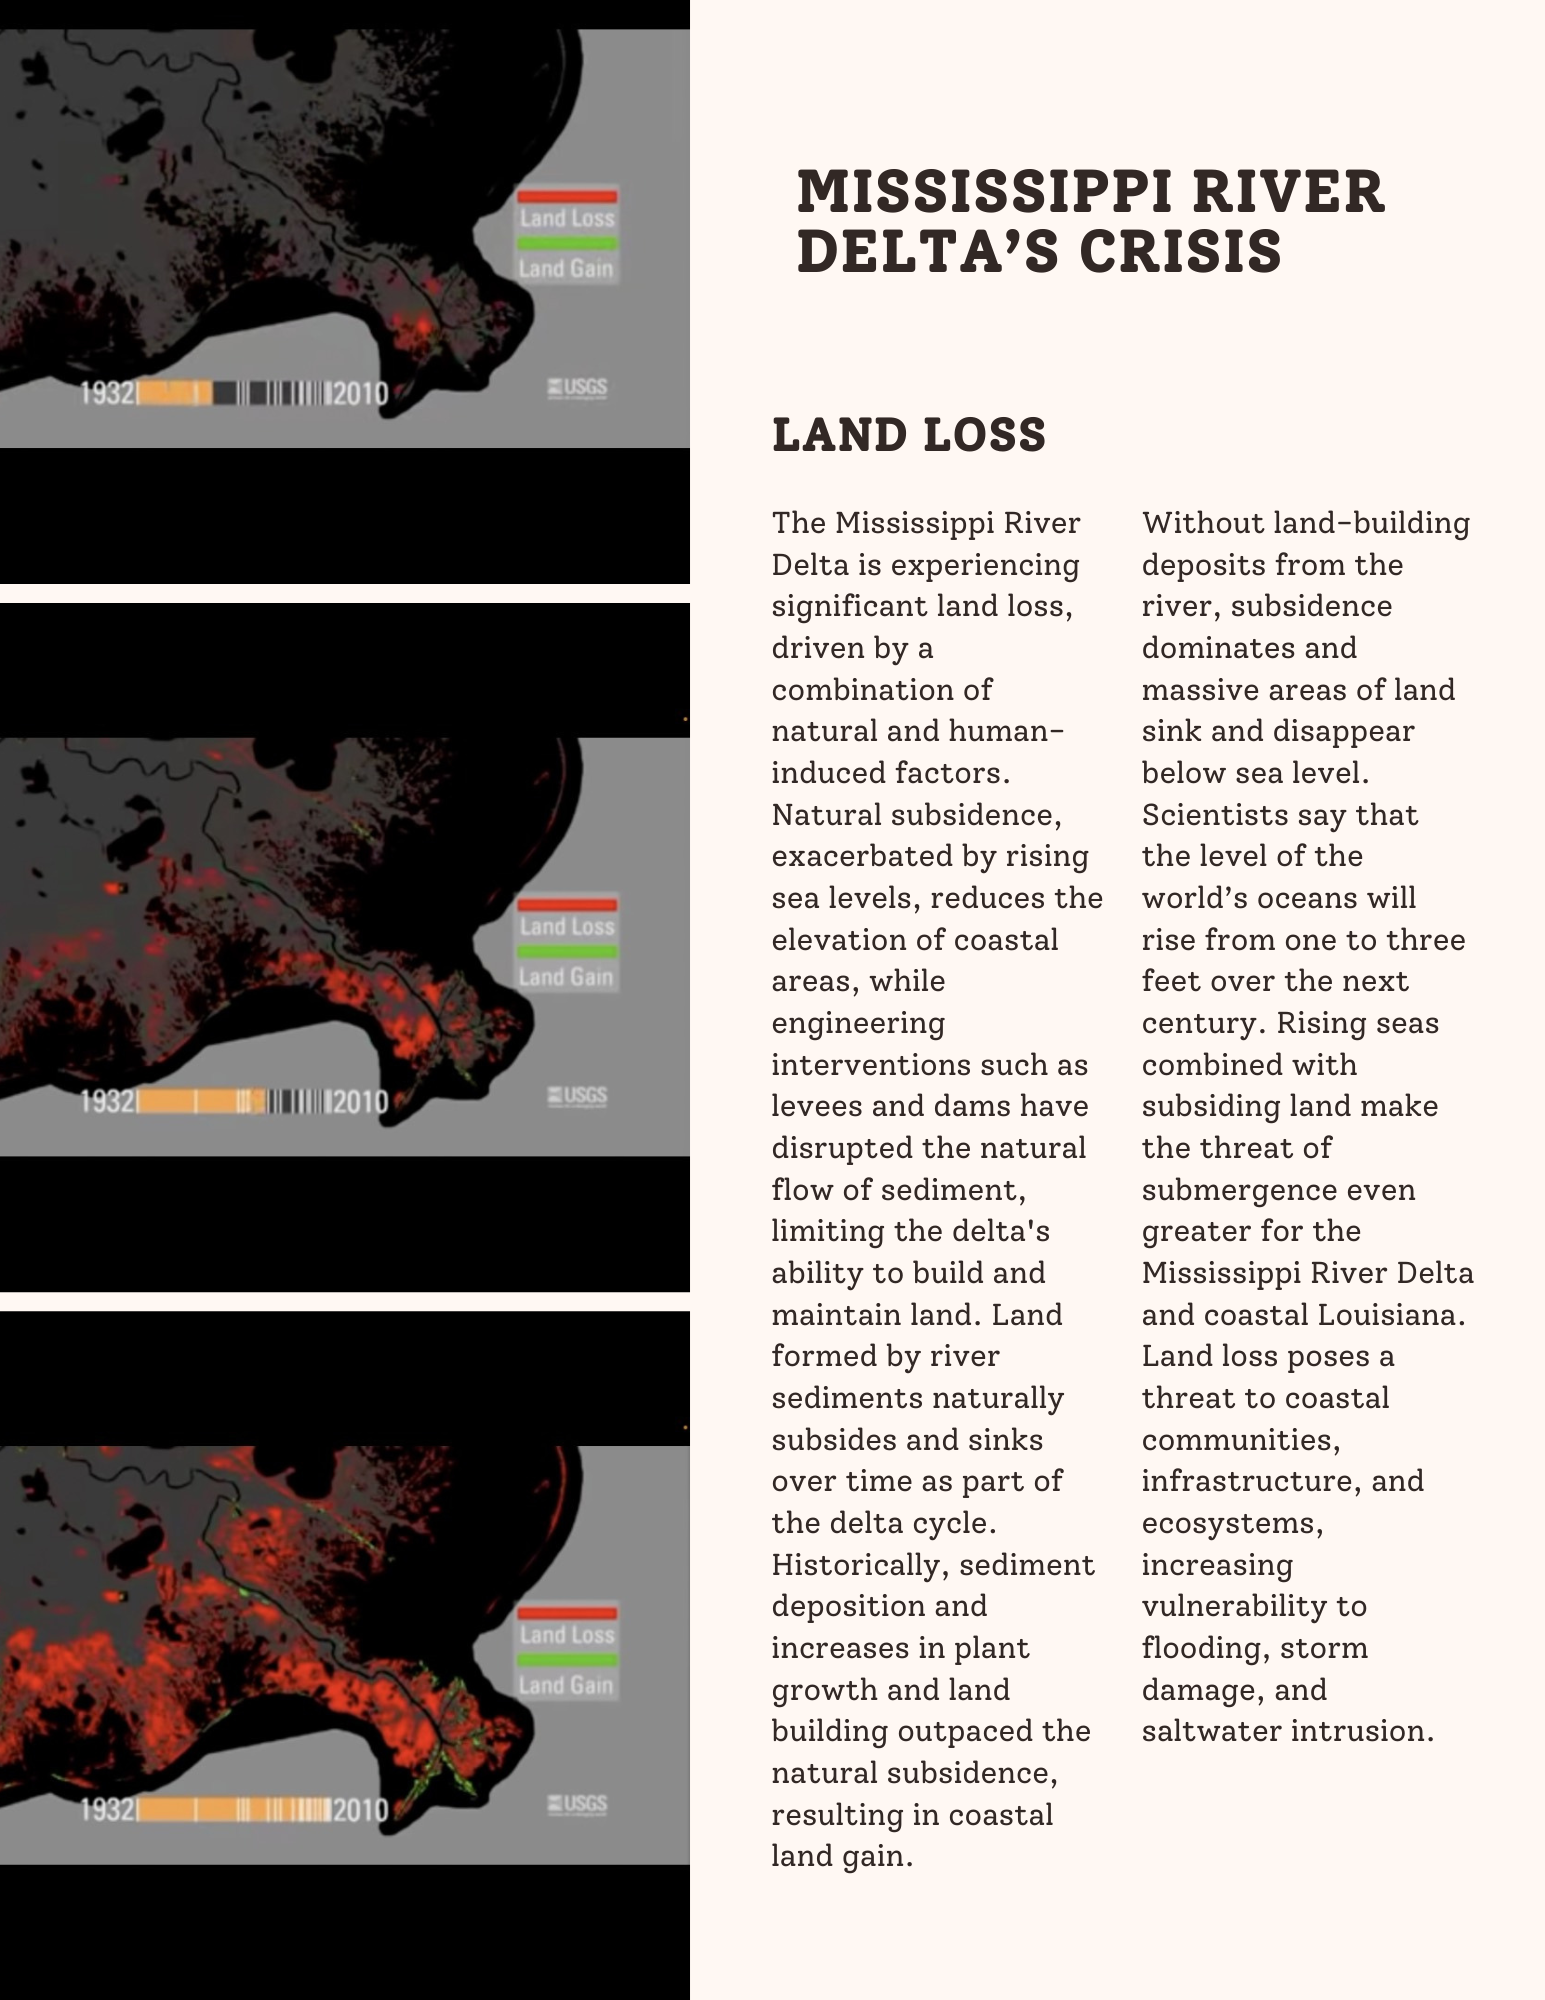 Land Loss
Land Gain
1932
2010
USGS
Land Loss
Land Gain
1932
2010
USGS
Land Loss
Land Gain
1932
2010
USGS
MISSISSIPPI RIVER
DELTA’S CRISIS
LAND LOSS
The Mississippi River
Delta is experiencing
significant land loss,
driven by a
combination of
natural and human-
induced factors.
Natural subsidence,
exacerbated by rising
sea levels, reduces the
elevation of coastal
areas, while
engineering
interventions such as
levees and dams have
disrupted the natural
flow of sediment,
limiting the delta's
ability to build and
maintain land. Land
formed by river
sediments naturally
subsides and sinks
over time as part of
the delta cycle.
Historically, sediment
deposition and
increases in plant
growth and land
building outpaced the
natural subsidence,
resulting in coastal
land gain.
Without land-building
deposits from the
river, subsidence
dominates and
massive areas of land
sink and disappear
below sea level.
Scientists say that
the level of the
world’s oceans will
rise from one to three
feet over the next
century. Rising seas
combined with
subsiding land make
the threat of
submergence even
greater for the
Mississippi River Delta
and coastal Louisiana.
Land loss poses a
threat to coastal
communities,
infrastructure, and
ecosystems,
increasing
vulnerability to
flooding, storm
damage, and
saltwater intrusion.